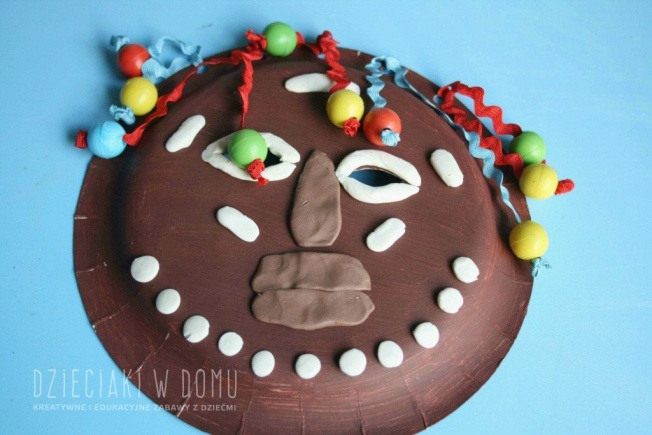 DZIECIAKI W DOMU
KREATYWNE I EDUKACYJNE ZABAWY Z DZIEĆMI